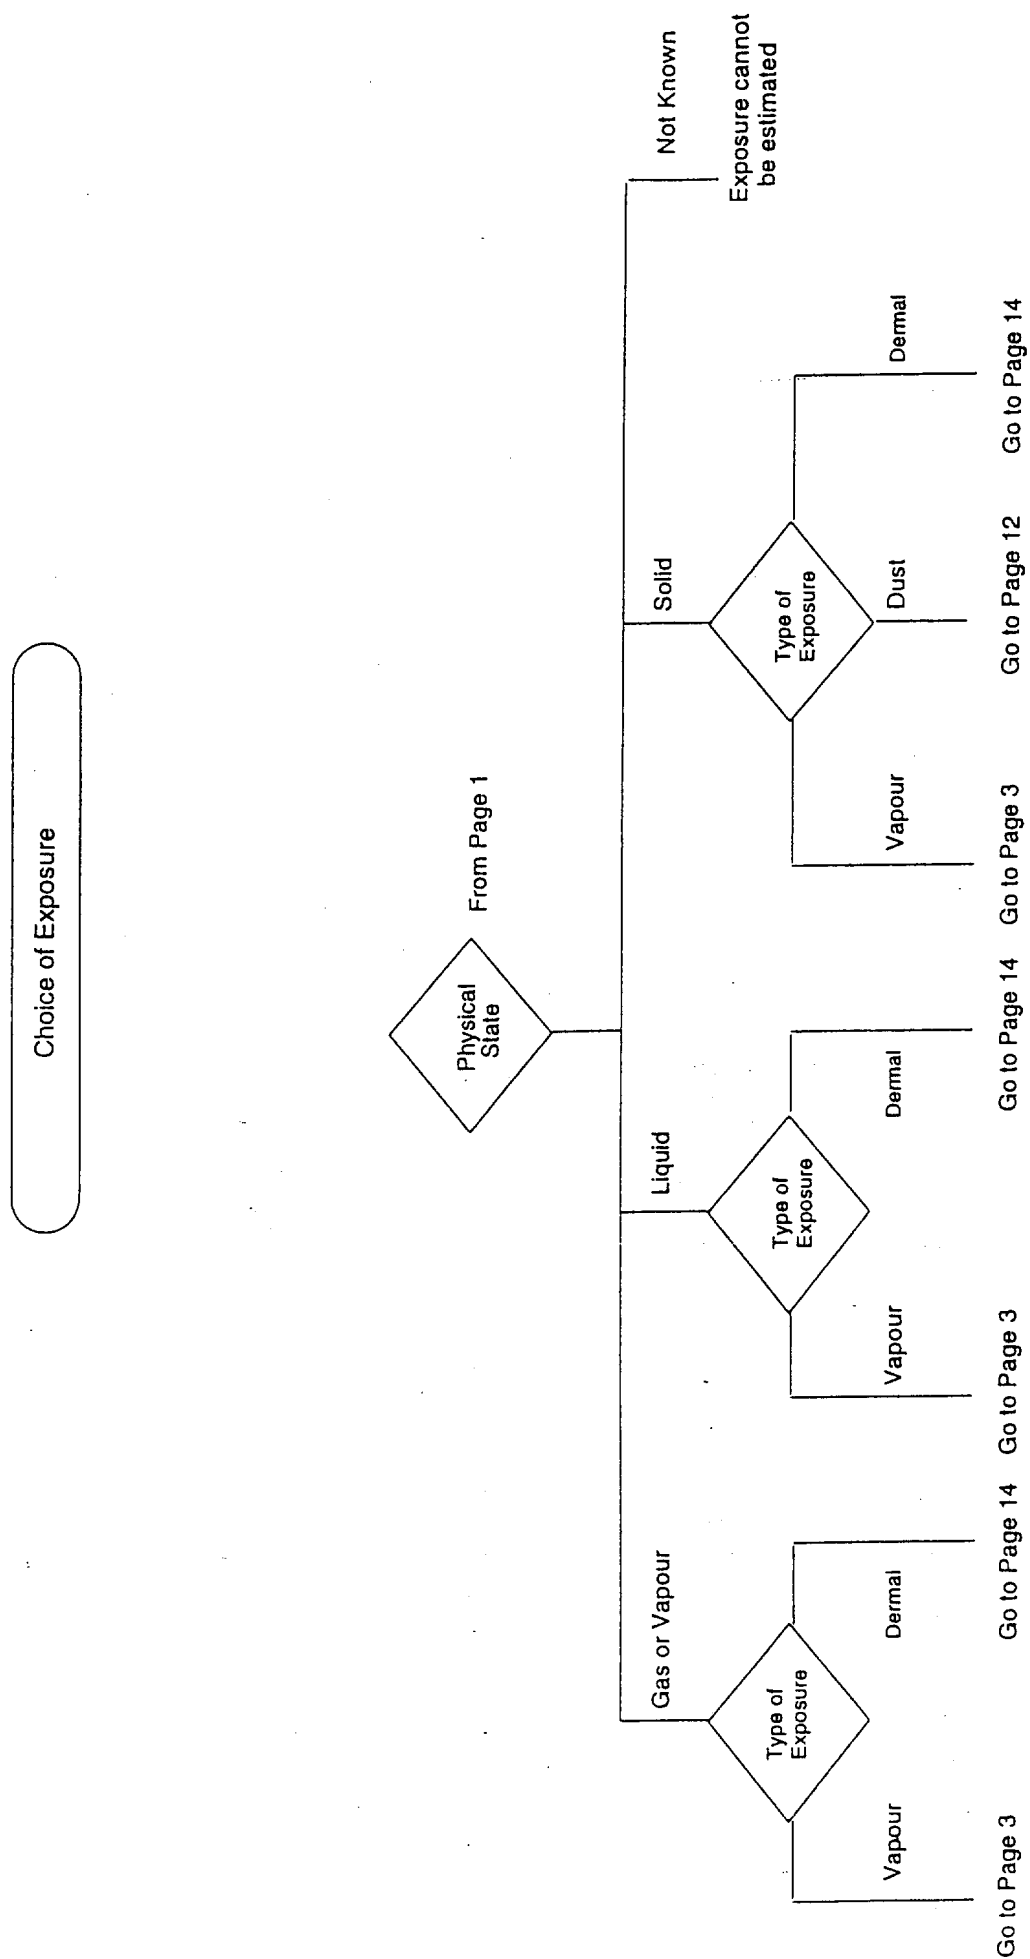 Choice of Exposure
Physical
State
From Page 1
Gas or Vapour
Liquid
Solid
Not Known
Exposure cannot
be estimated
Type of
Exposure
Type of
Exposure
Type of
Exposure
Vapour
Dermal
Vapour
Dermal
Vapour
Dust
Dermal
Go to Page 3
Go to Page 14
Go to Page 3
Go to Page 14
Go to Page 3
Go to Page 12
Go to Page 14